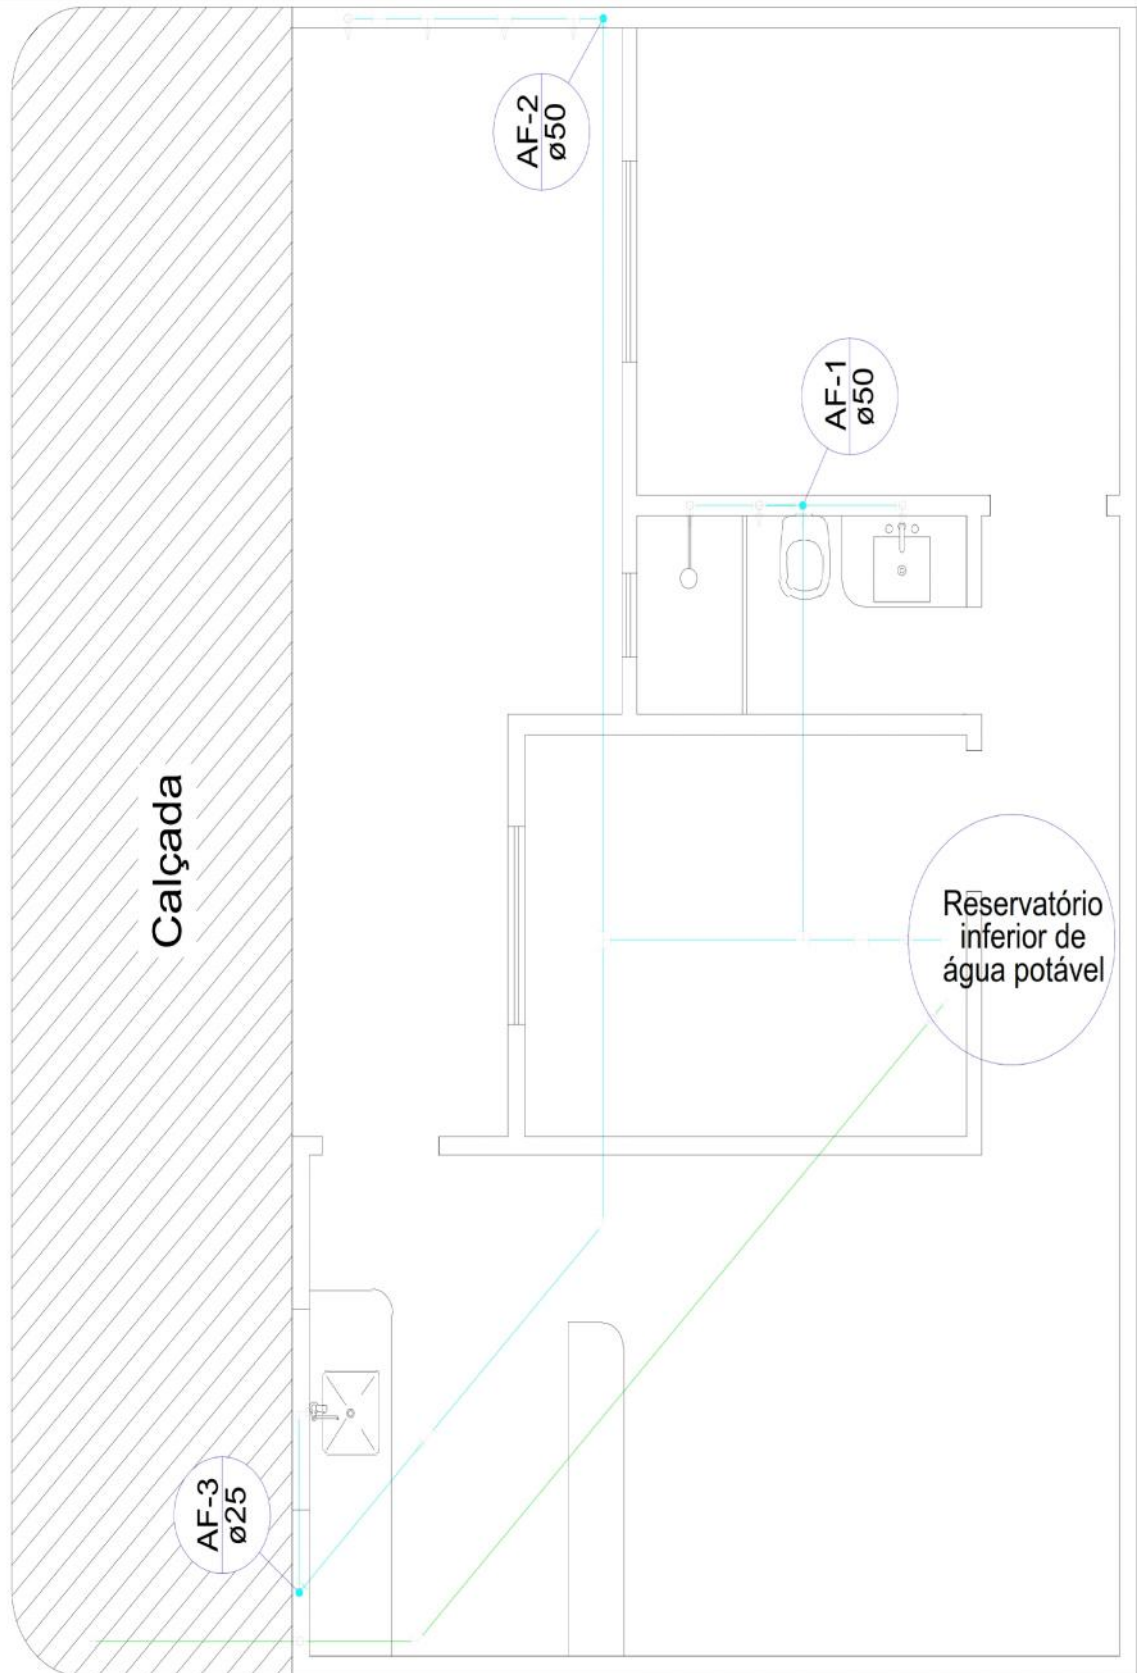 AF-2
ø50
AF-1
ø50
Calçada
Reservatório
inferior de
água potável
AF-3
ø25